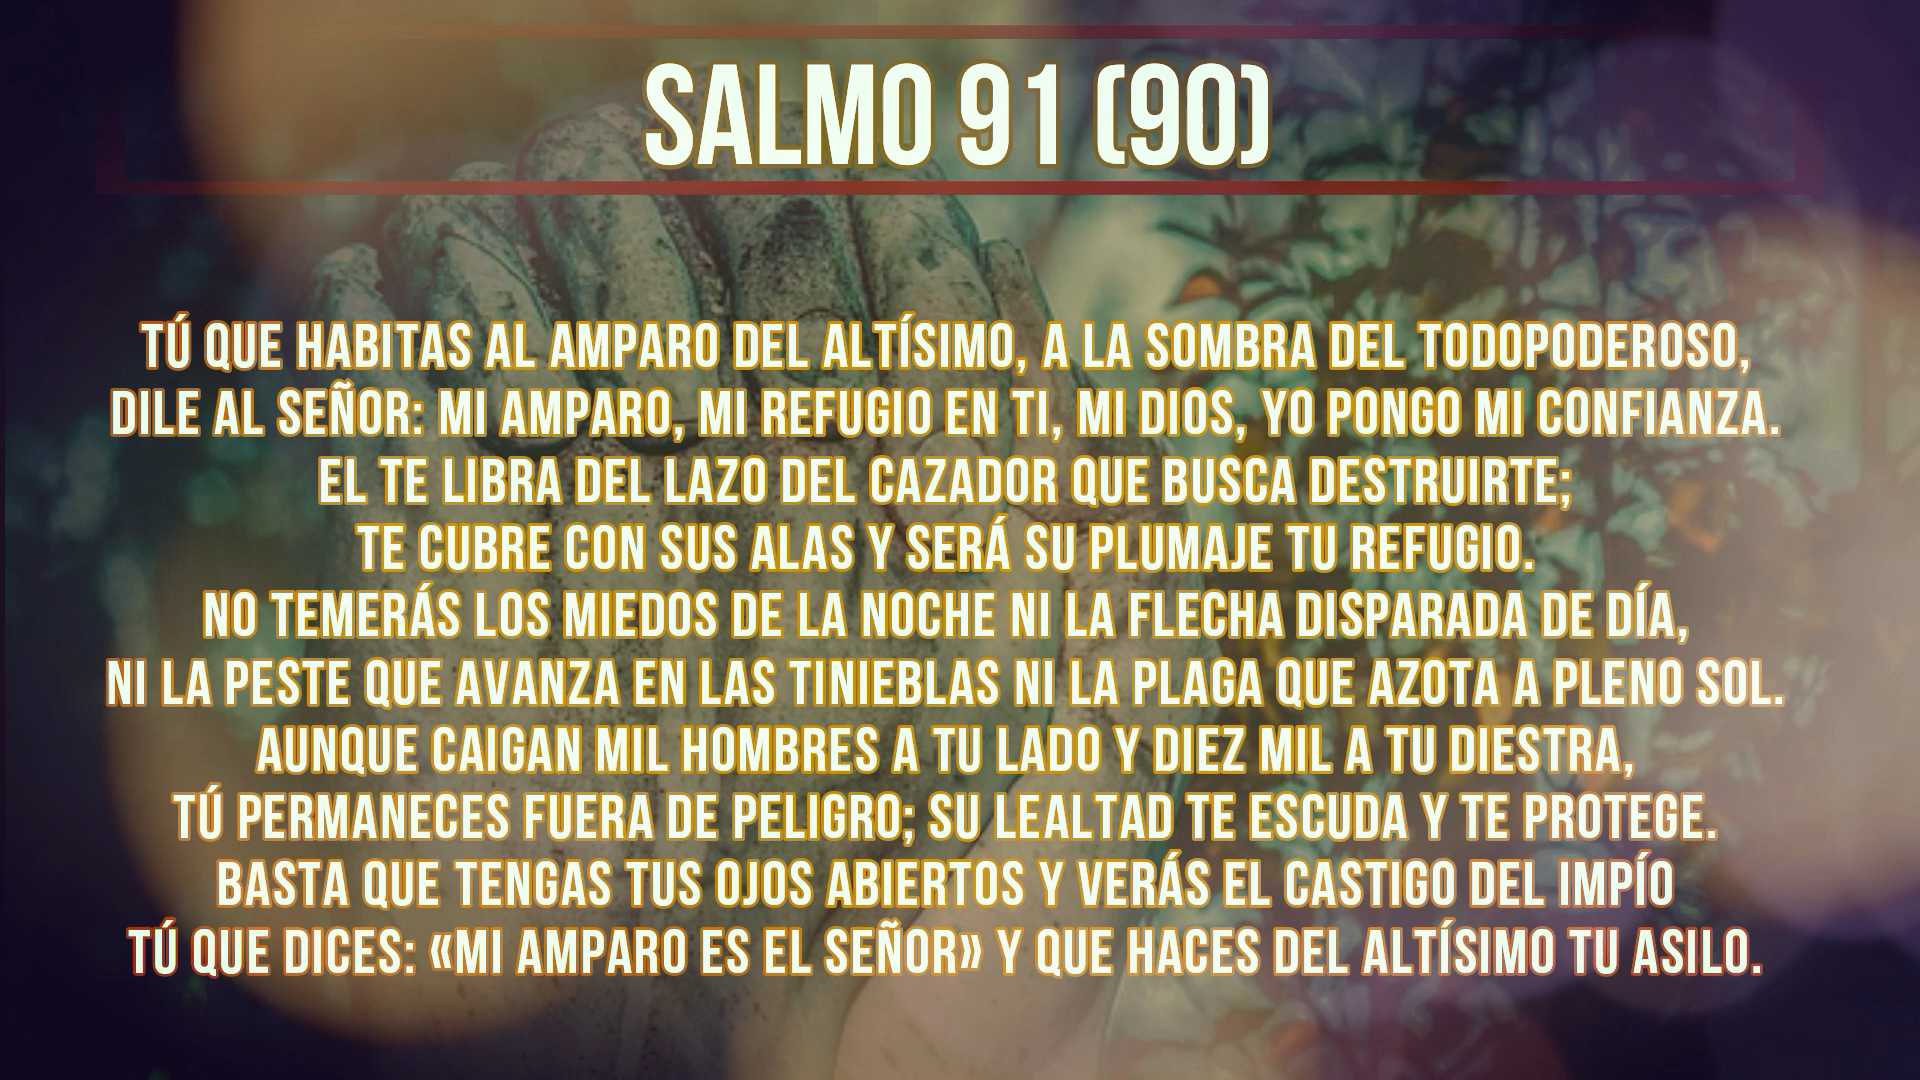 SALMO 91 (90)
TÚ QUE HABITAS AL AMPARO DEL ALTÍSIMO, A LA SOMBRA DEL TODOPODEROSO,
DILE AL SEÑOR: MI AMPARO, MI REFUGIO EN TI, MI DIOS, YO PONGO MI CONFIANZA.
EL TE LIBRA DEL LAZO DEL CAZADOR QUE BUSCA DESTRUIRTE;
TE CUBRE CON SUS ALAS Y SERÁ SU PLUMAJE TU REFUGIO.
NO TEMERÁS LOS MIEDOS DE LA NOCHE NI LA FLECHA DISPARADA DE DÍA,
NI LA PESTE QUE AVANZA EN LAS TINIEBLAS NI LA PLAGA QUE AZOTA A PLENO SOL.
AUNQUE CAIGAN MIL HOMBRES A TU LADO Y DIEZ MIL A TU DIESTRA,
TÚ PERMANECES FUERA DE PELIGRO; SU LEALTAD TE ESCUDA Y TE PROTEGE.
BASTA QUE TENGAS TUS OJOS ABIERTOS Y VERÁS EL CASTIGO DEL IMPÍO
TÚ QUE DICES: «MI AMPARO ES EL SEÑOR» Y QUE HACES DEL ALTÍSIMO TU ASILO.